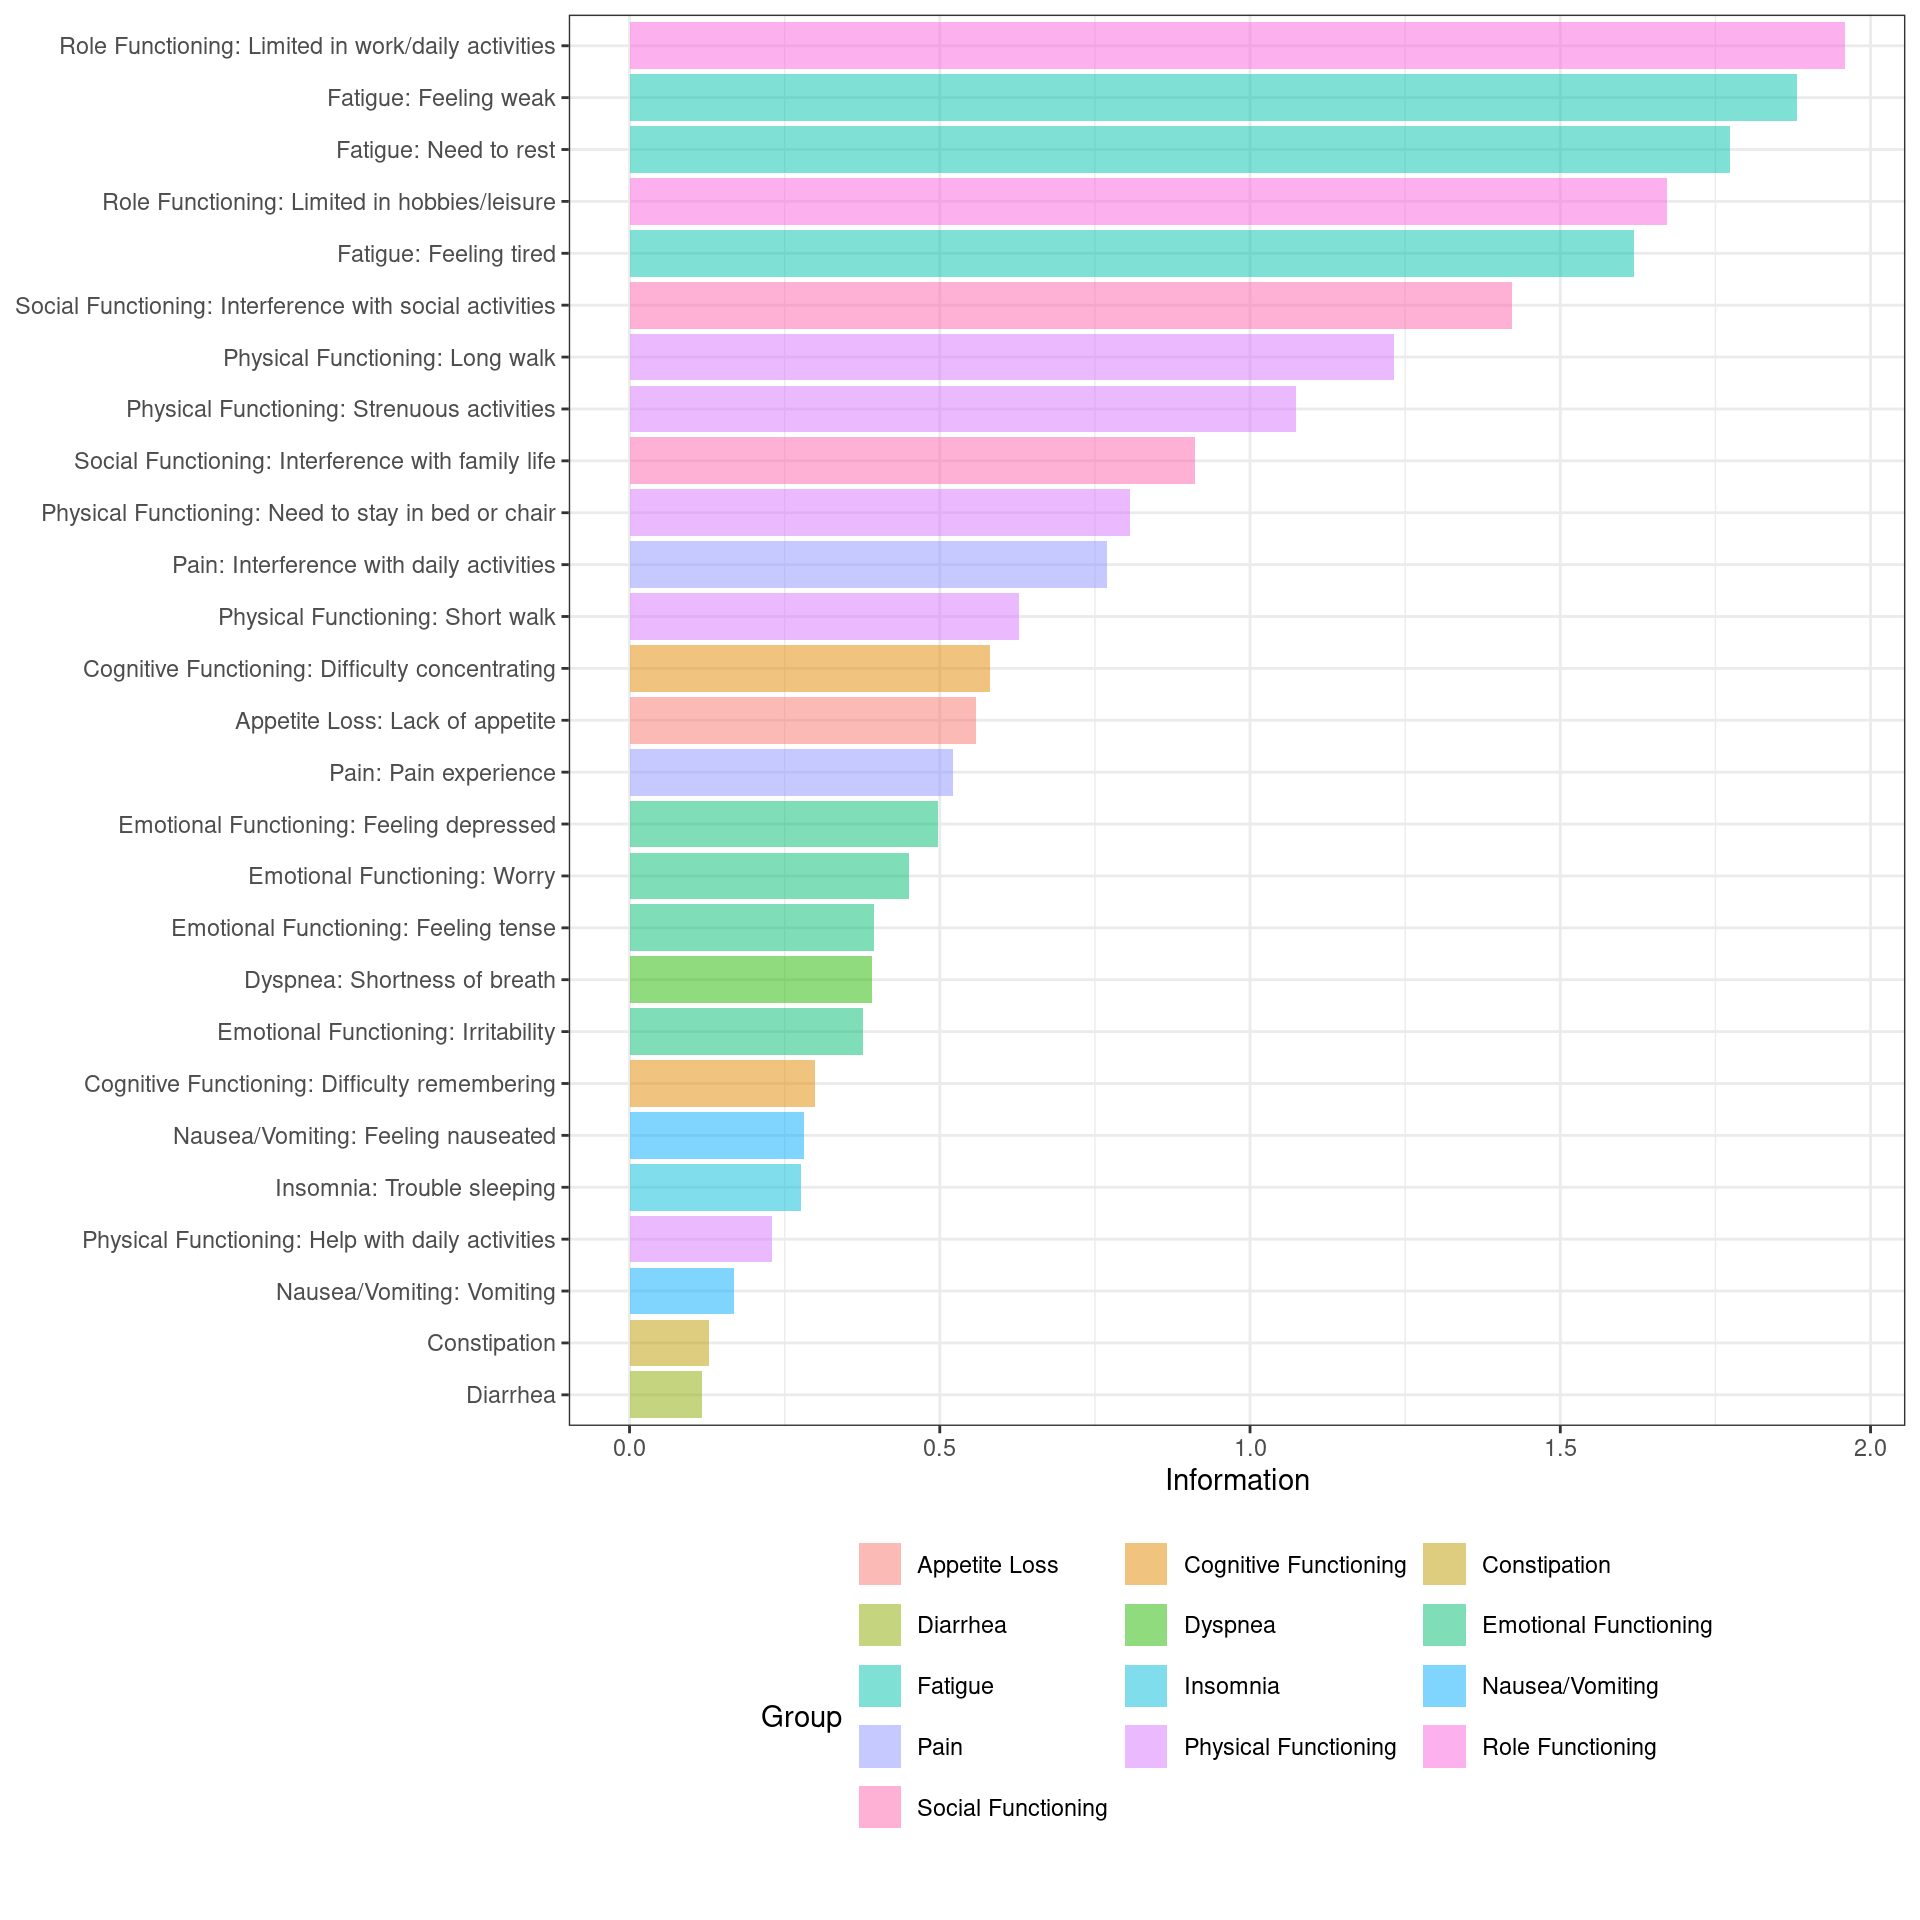 Role Functioning: Limited in work/daily activities
Fatigue: Feeling weak
Fatigue: Need to rest
Role Functioning: Limited in hobbies/leisure
Fatigue: Feeling tired
Social Functioning: Interference with social activities
Physical Functioning: Long walk
Physical Functioning: Strenuous activities
Social Functioning: Interference with family life
Physical Functioning: Need to stay in bed or chair
Pain: Interference with daily activities
Physical Functioning: Short walk
Cognitive Functioning: Difficulty concentrating
Appetite Loss: Lack of appetite
Pain: Pain experience
Emotional Functioning: Feeling depressed
Emotional Functioning: Worry
Emotional Functioning: Feeling tense
Dyspnea: Shortness of breath
Emotional Functioning: Irritability
Cognitive Functioning: Difficulty remembering
Nausea/Vomiting: Feeling nauseated
Insomnia: Trouble sleeping
Physical Functioning: Help with daily activities
Nausea/Vomiting: Vomiting
Constipation
Diarrhea
0.0 0.5 1.0 1.5 2.0
Information
Group
Appetite Loss Cognitive Functioning Constipation
Diarrhea Dyspnea Emotional Functioning
Fatigue Insomnia Nausea/Vomiting
Pain Physical Functioning Role Functioning
Social Functioning